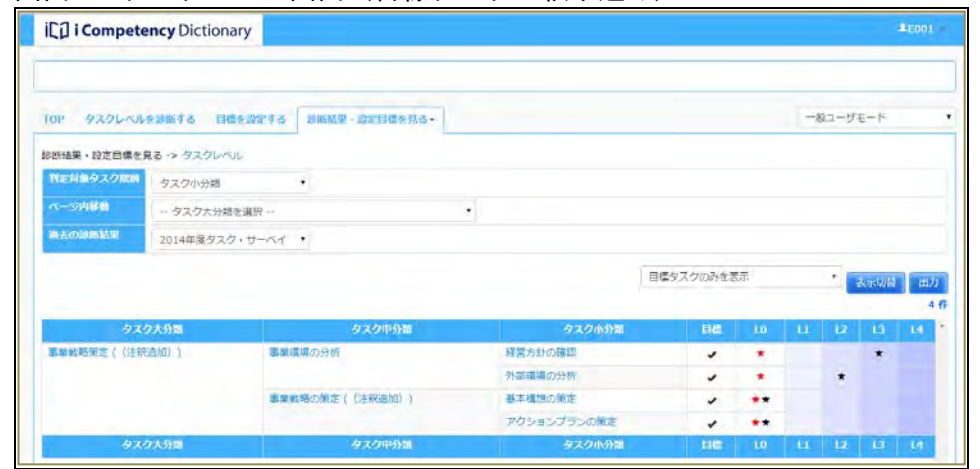 i Competency Dictionary
E001
TOP タスクレベルを診断する 目標を設定する 診断結果・設定目標を見る 一般ユーザモード
診断結果・設定目標を見る -> タスクレベル
判定対象タスク階層 タスク小分類
ページ内移動 -- タスク大分類を選択 --
過去の診断結果 2014年度タスク・サーベイ
目標タスクのみを表示 表示切替 出力
4 件
タスク大分類 タスク中分類 タスク小分類 目標 L0 L1 L2 L3 L4
事業戦略策定 ( (注釈追加) ) 事業環境の分析 経営方針の確認 ✔ ★ ★
外部環境の分析 ✔ ★ ★
事業戦略の策定 ( (注釈追加) ) 基本構想の策定 ✔ ★★
アクションプランの策定 ✔ ★★
タスク大分類 タスク中分類 タスク小分類 目標 L0 L1 L2 L3 L4